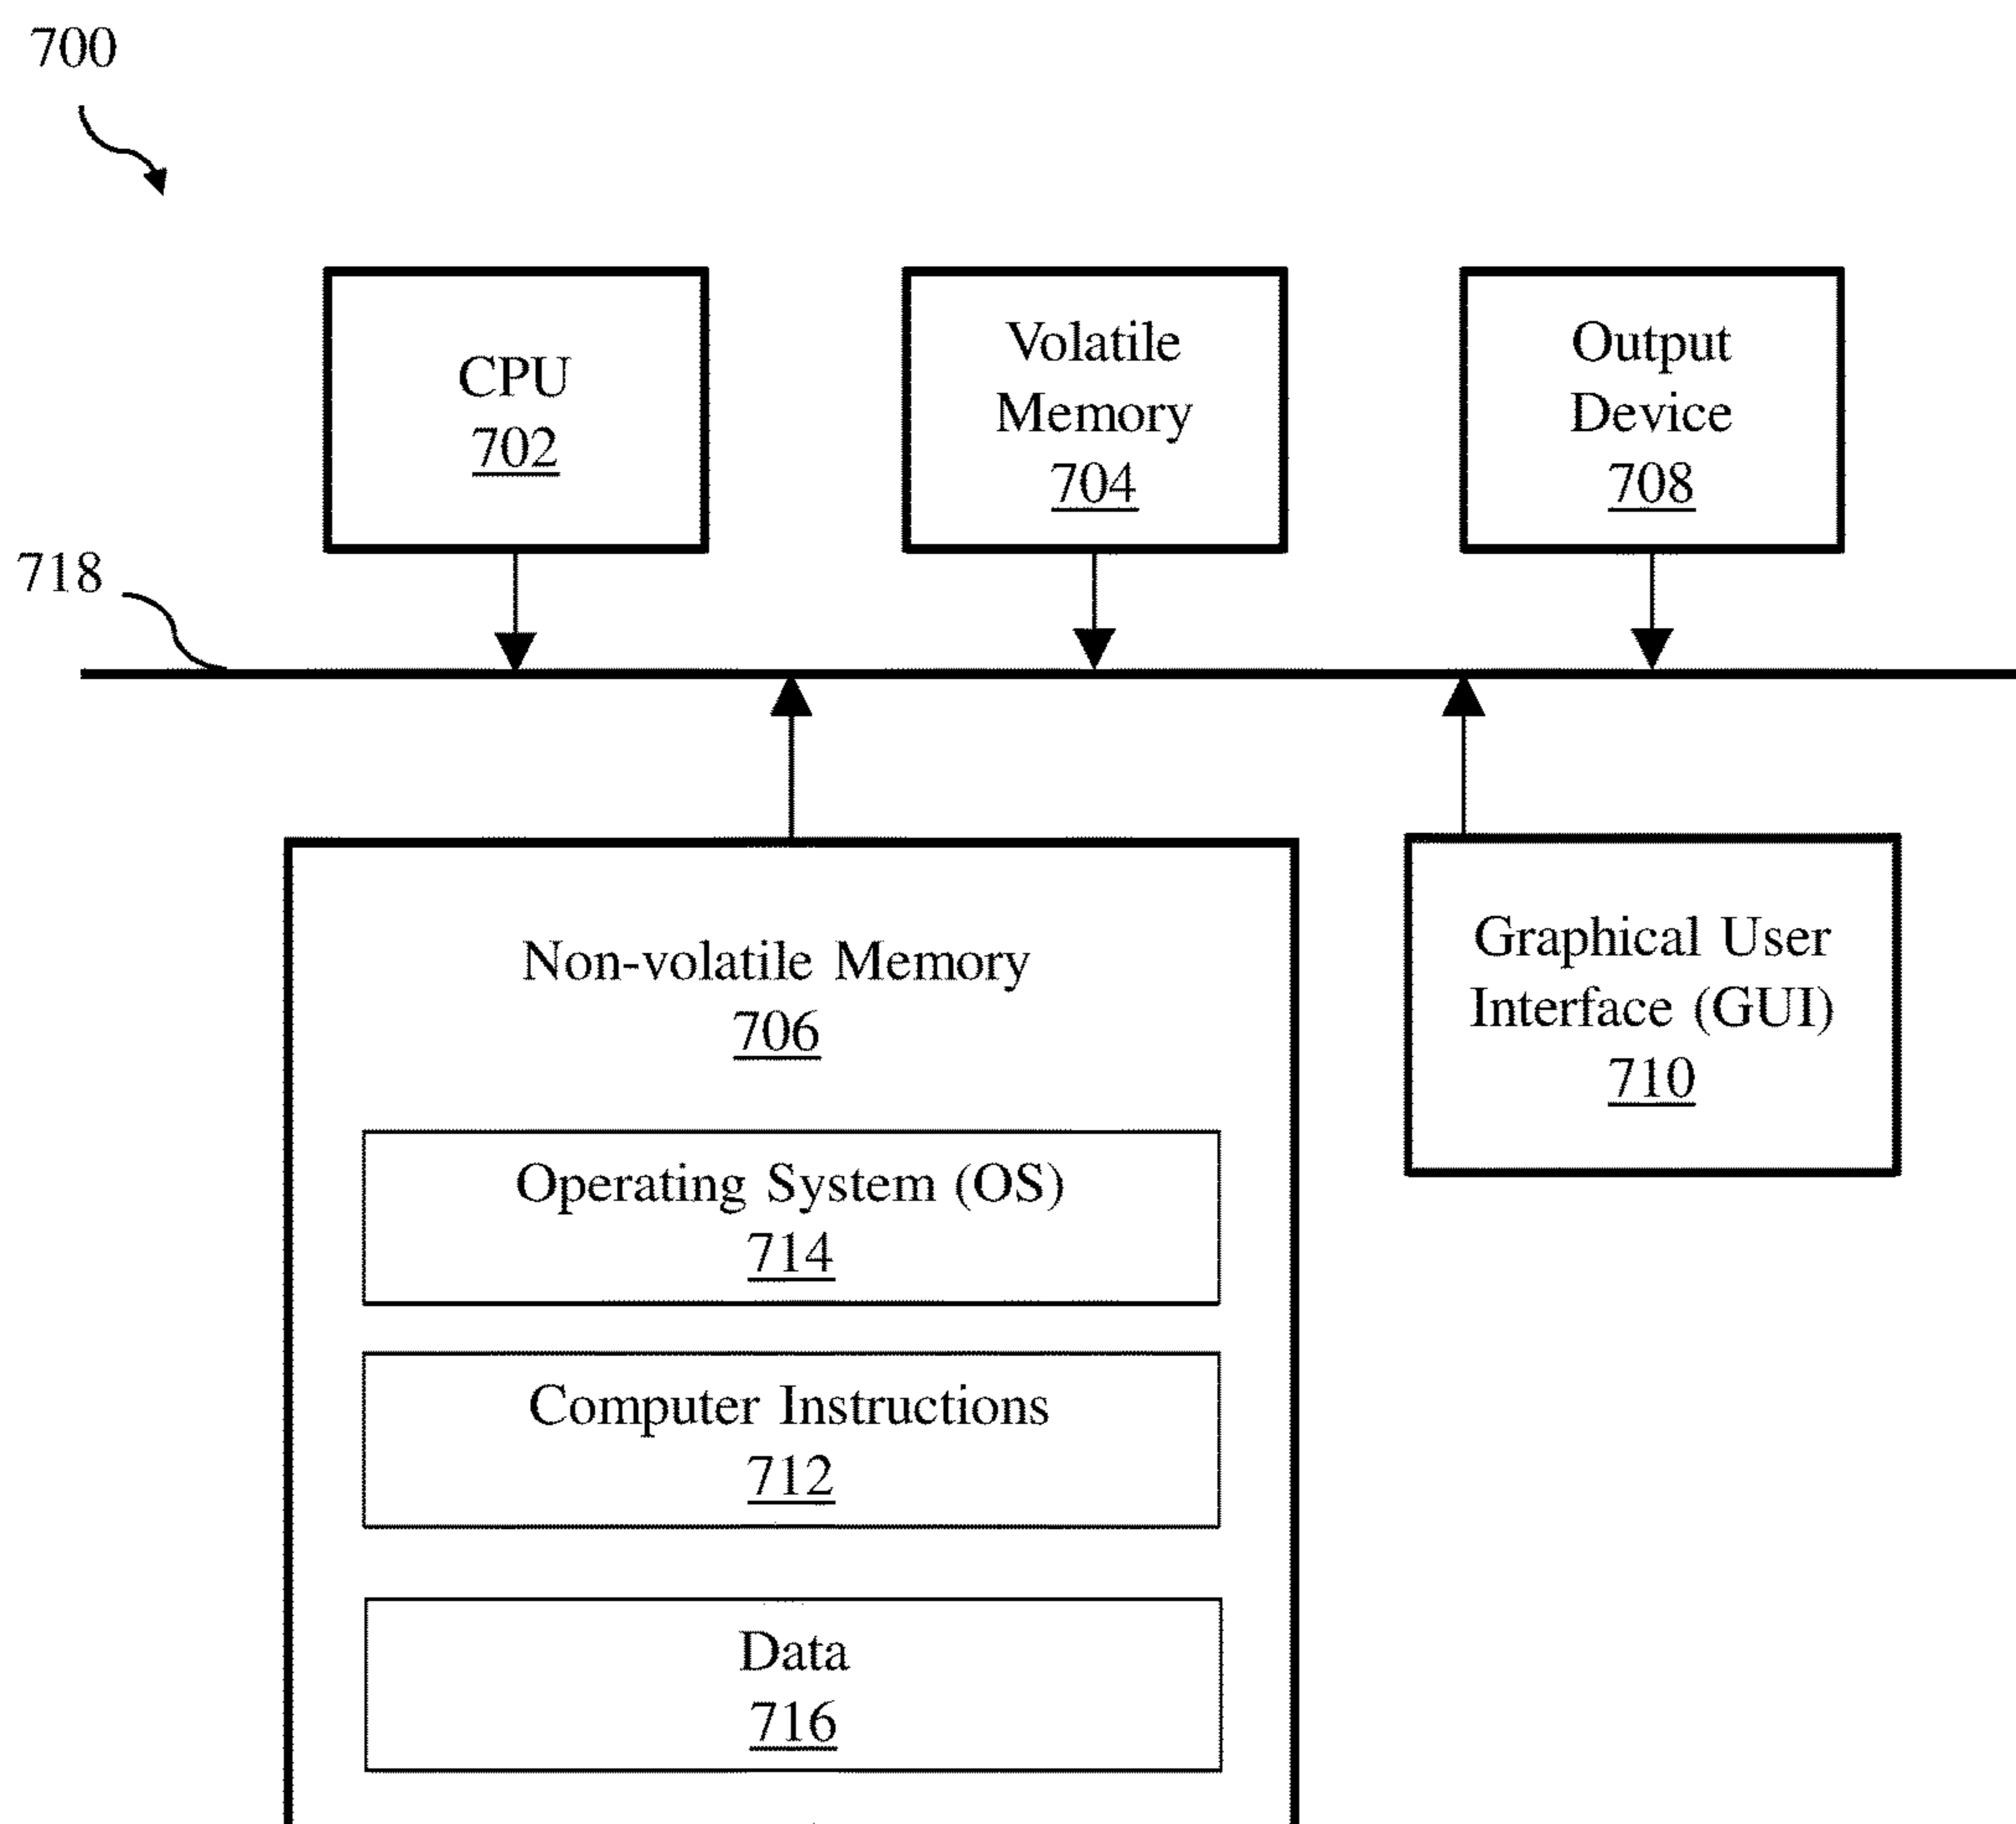 700
CPU
702
Volatile
Memory
704
Output
Device
708
718
Non-volatile Memory
706
Graphical User
Interface (GUI)
710
Operating System (OS)
714
Computer Instructions
712
Data
716